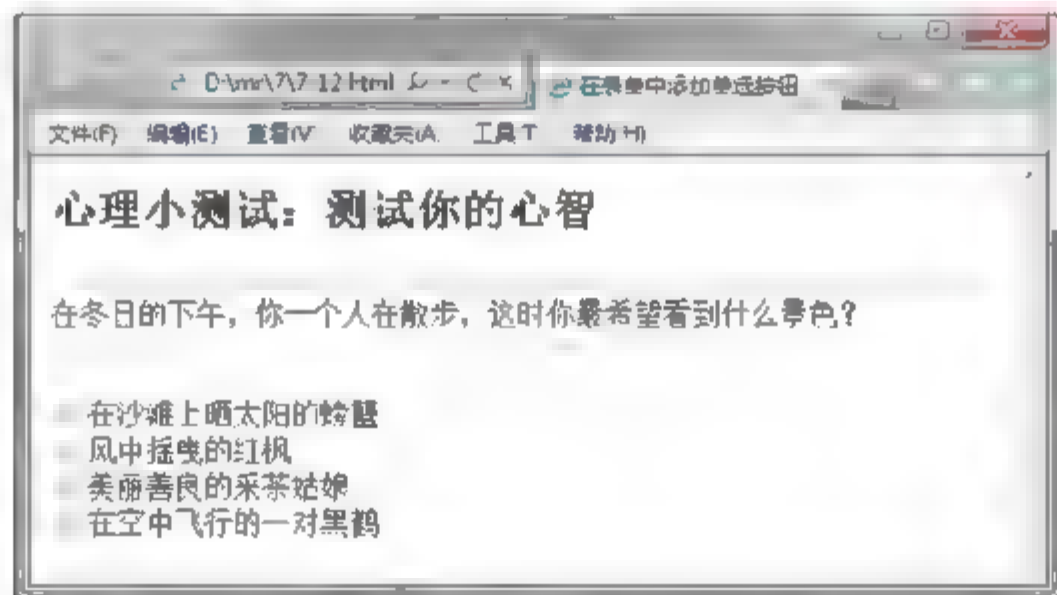 D:\mr\7\7-12.html 在表单中添加单选按钮
文件(F) 编辑(E) 查看(V) 收藏夹(A) 工具(T) 帮助(H)
心理小测试：测试你的心智
在冬日的下午，你一个人在散步，这时你最希望看到什么景色？
在沙滩上晒太阳的螃蟹
风中摇曳的红枫
美丽善良的采茶姑娘
在空中飞行的一对黑鹤